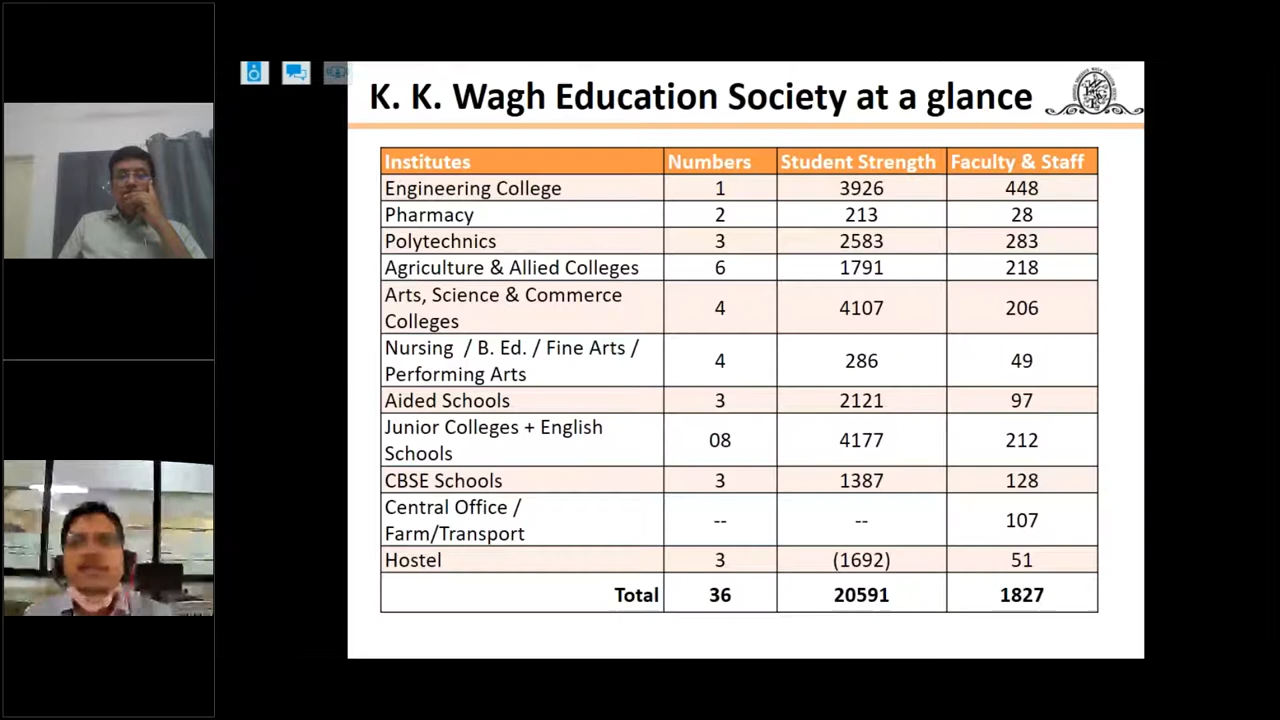 K. K. Wagh Education Society at a glance
Institutes Numbers Student Strength Faculty & Staff
Engineering College 1 3926 448
Pharmacy 2 213 28
Polytechnics 3 2583 283
Agriculture & Allied Colleges 6 1791 218
Arts, Science & Commerce
Colleges 4 4107 206
Nursing / B. Ed. / Fine Arts /
Performing Arts 4 286 49
Aided Schools 3 2121 97
Junior Colleges + English
Schools 08 4177 212
CBSE Schools 3 1387 128
Central Office /
Farm/Transport -- -- 107
Hostel 3 (1692) 51
Total 36 20591 1827